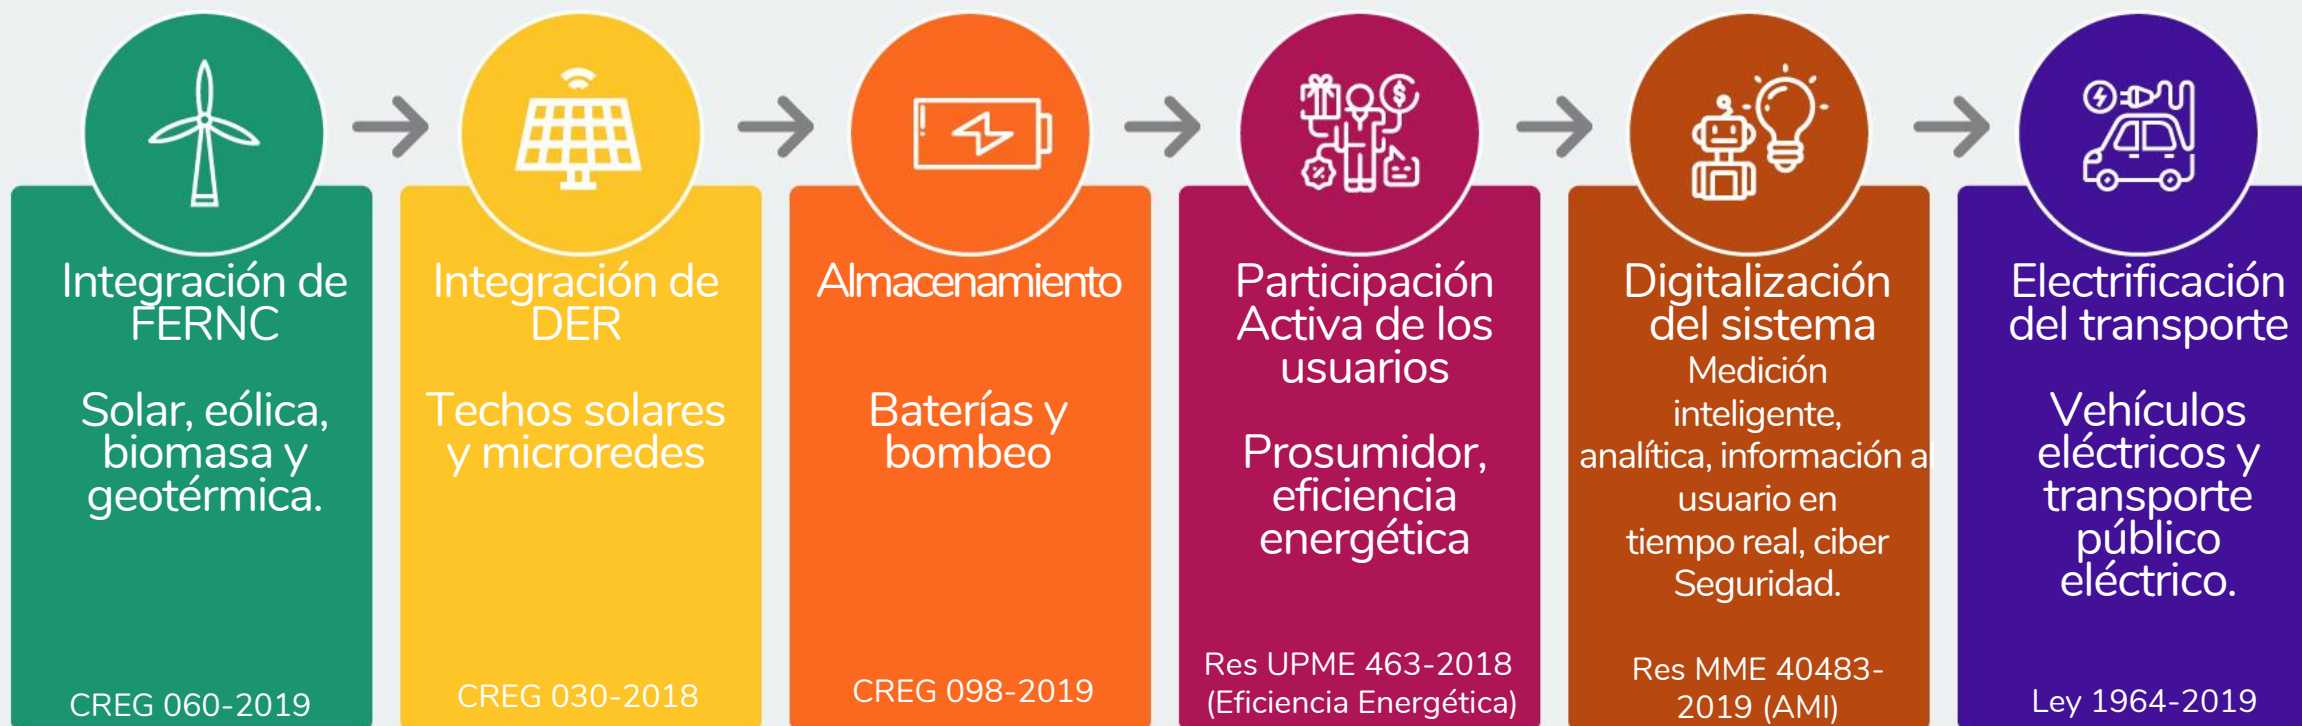 Integración de
FERNC
Solar, eólica,
biomasa y
geotérmica.
CREG 060-2019
Integración de
DER
Techos solares
y microredes
CREG 030-2018
Almacenamiento
Baterías y
bombeo
CREG 098-2019
Participación
Activa de los
usuarios
Prosumidor,
eficiencia
energética
Res UPME 463-2018
(Eficiencia Energética)
Digitalización
del sistema
Medición
inteligente,
analítica, información al
usuario en
tiempo real, ciber
Seguridad.
Res MME 40483-
2019 (AMI)
Electrificación
del transporte
Vehículos
eléctricos y
transporte
público
eléctrico.
Ley 1964-2019